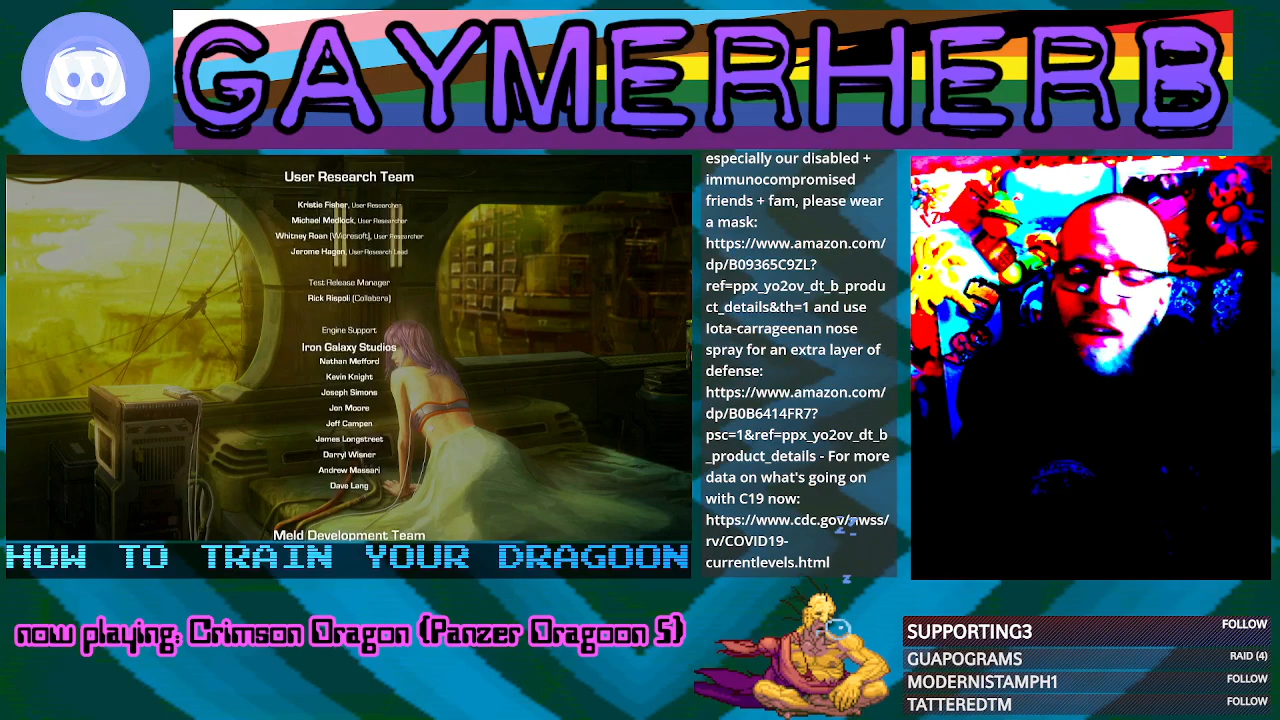 GAYMERHERB
User Research Team
Kristie Fisher, User Researcher
Michael Medlock, User Researcher
Whitney Roan (Wicresoft), User Researcher
Jerome Hagen, User Research Lead
Test Release Manager
Rick Rispoli (Collabera)
Engine Support
Iron Galaxy Studios
Nathan Mefford
Kevin Knight
Joseph Simons
Jon Moore
Jeff Campen
James Longstreet
Darryl Wisner
Andrew Massari
Dave Lang
Meld Development Team
HOW TO TRAIN YOUR DRAGOON
especially our disabled +
immunocompromised
friends + fam, please wear
a mask:
https://www.amazon.com/
dp/B09365C9ZL?
ref=ppx_yo2ov_dt_b_produ
ct_details&th=1 and use
Iota-carrageenan nose
spray for an extra layer of
defense:
https://www.amazon.com/
dp/B0B6414FR7?
psc=1&ref=ppx_yo2ov_dt_b
_product_details - For more
data on what's going on
with C19 now:
https://www.cdc.gov/nwss/
rv/COVID19-
currentlevels.html
z
z
now playing: Crimson Dragon (Panzer Dragoon 5)
SUPPORTING3 FOLLOW
GUAPOGRAMS RAID (4)
MODERNISTAMPH1 FOLLOW
TATTEREDTM FOLLOW